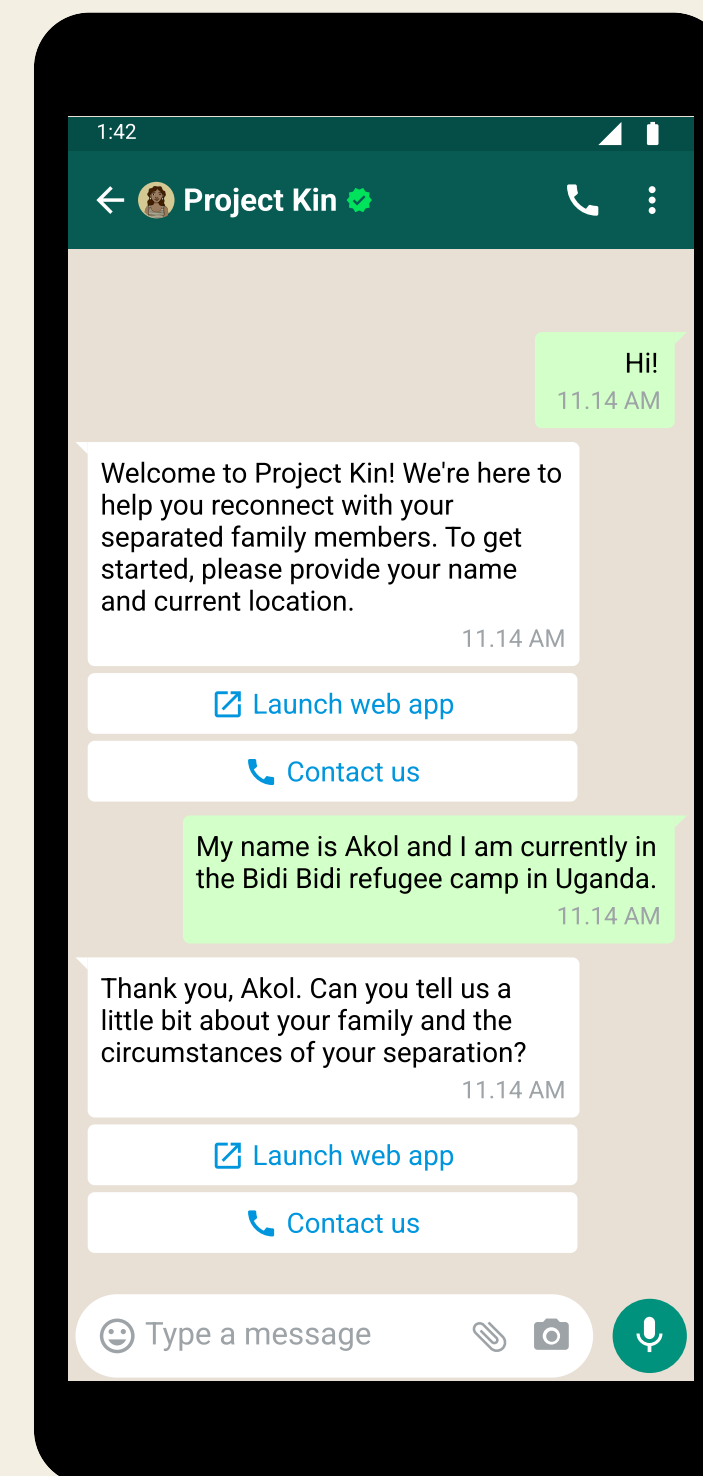 1:42
Project Kin
Hi!
11.14 AM
Welcome to Project Kin! We're here to
help you reconnect with your
separated family members. To get
started, please provide your name
and current location.
11.14 AM
Launch web app
Contact us
My name is Akol and I am currently in
the Bidi Bidi refugee camp in Uganda.
11.14 AM
Thank you, Akol. Can you tell us a
little bit about your family and the
circumstances of your separation?
11.14 AM
Launch web app
Contact us
Type a message